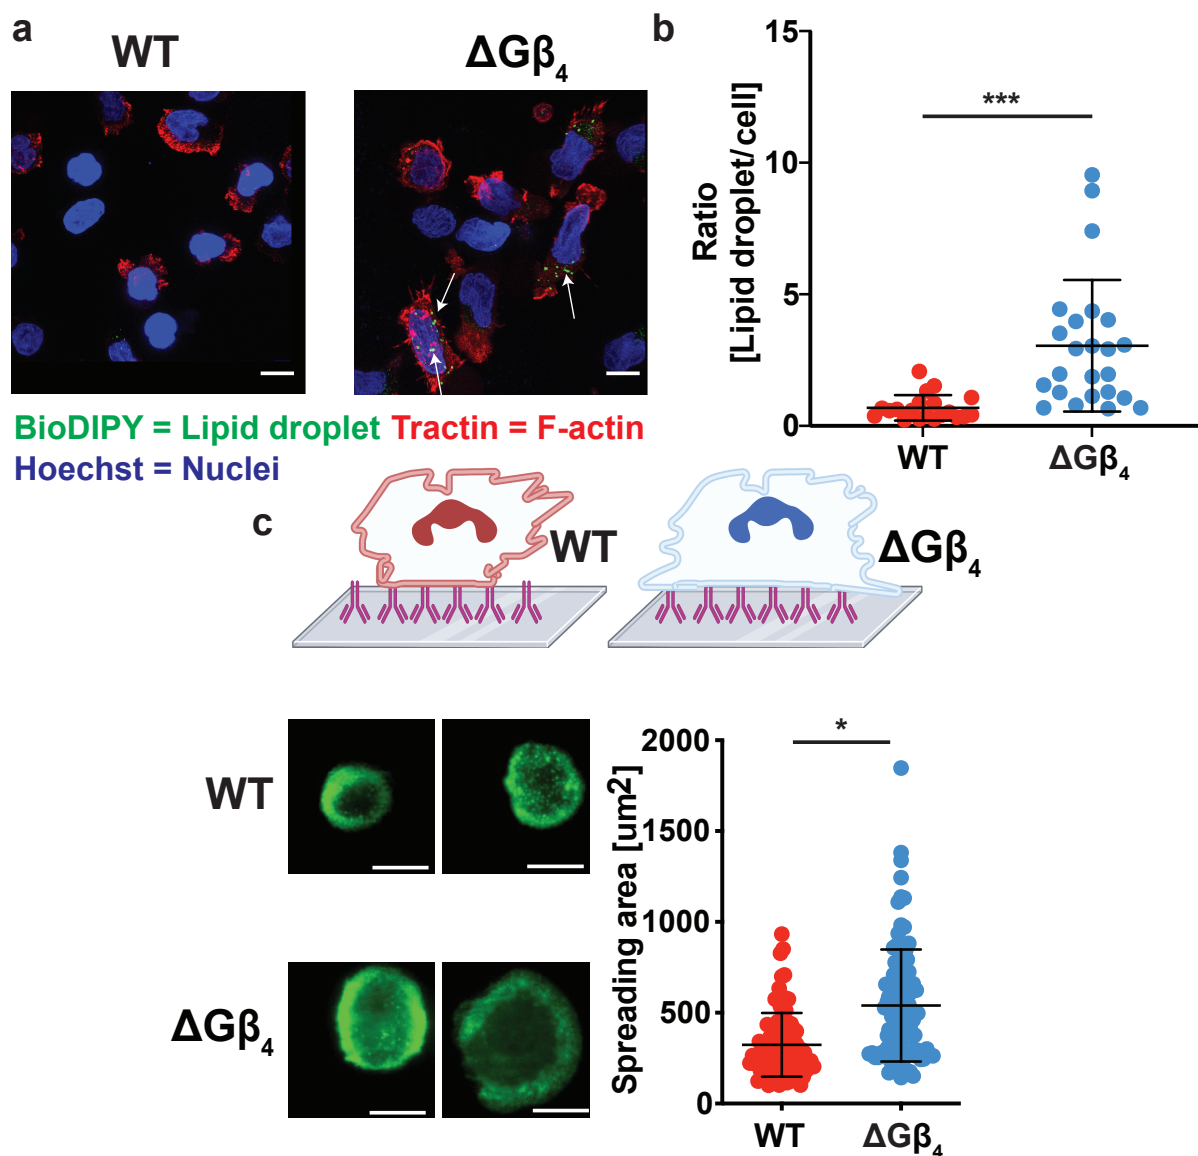 a
WT
ΔGβ4
BioDIPY = Lipid droplet Tractin = F-actin
Hoechst = Nuclei
b
Ratio
[Lipid droplet/cell]
15
10
5
0
***
WT
ΔGβ4
c
WT
ΔGβ4
WT
ΔGβ4
Spreading area [um2]
2000
1500
1000
500
0
*
WT
ΔGβ4